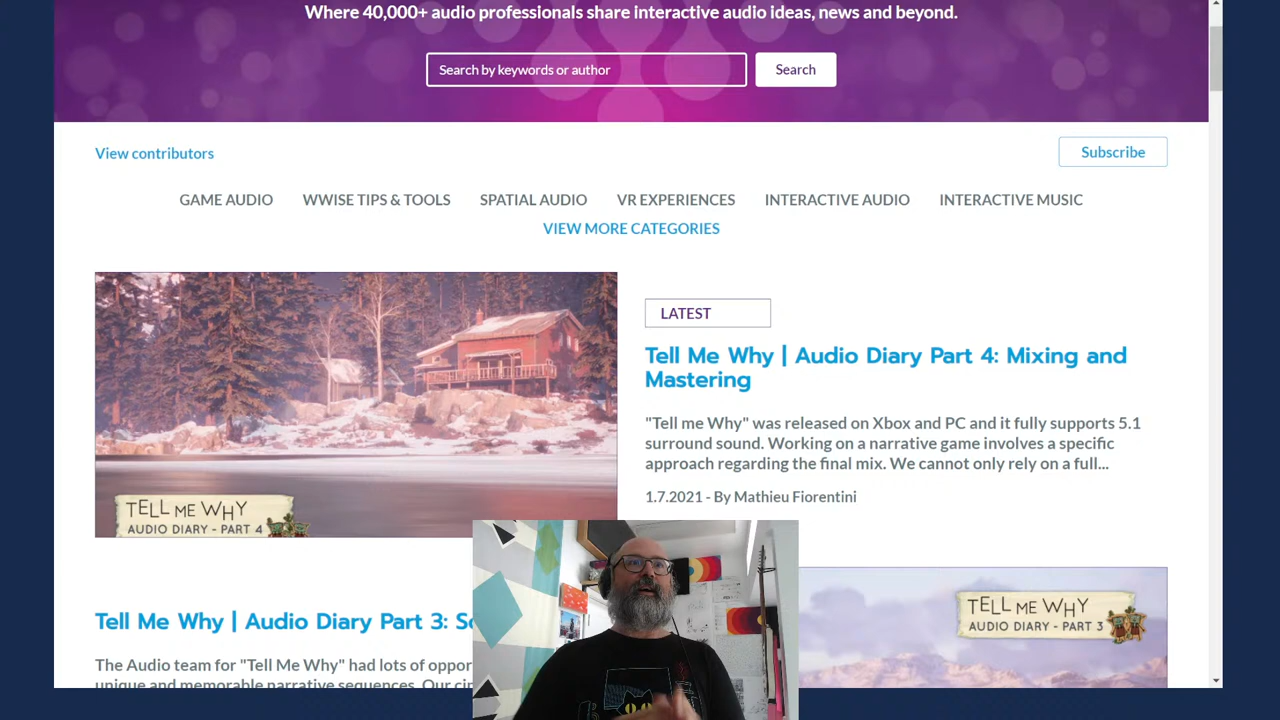 Where 40,000+ audio professionals share interactive audio ideas, news and beyond.
Search by keywords or author
Search
View contributors
Subscribe
GAME AUDIO
WWISE TIPS & TOOLS
SPATIAL AUDIO
VR EXPERIENCES
INTERACTIVE AUDIO
INTERACTIVE MUSIC
VIEW MORE CATEGORIES
TELL ME WHY
AUDIO DIARY - PART 4
LATEST
Tell Me Why | Audio Diary Part 4: Mixing and
Mastering
"Tell me Why" was released on Xbox and PC and it fully supports 5.1
surround sound. Working on a narrative game involves a specific
approach regarding the final mix. We cannot only rely on a full...
1.7.2021 - By Mathieu Fiorentini
Tell Me Why | Audio Diary Part 3:
The Audio team for "Tell Me Why" had lots of
unique and memorable narrative sequences. Our
TELL ME WHY
AUDIO DIARY - PART 3